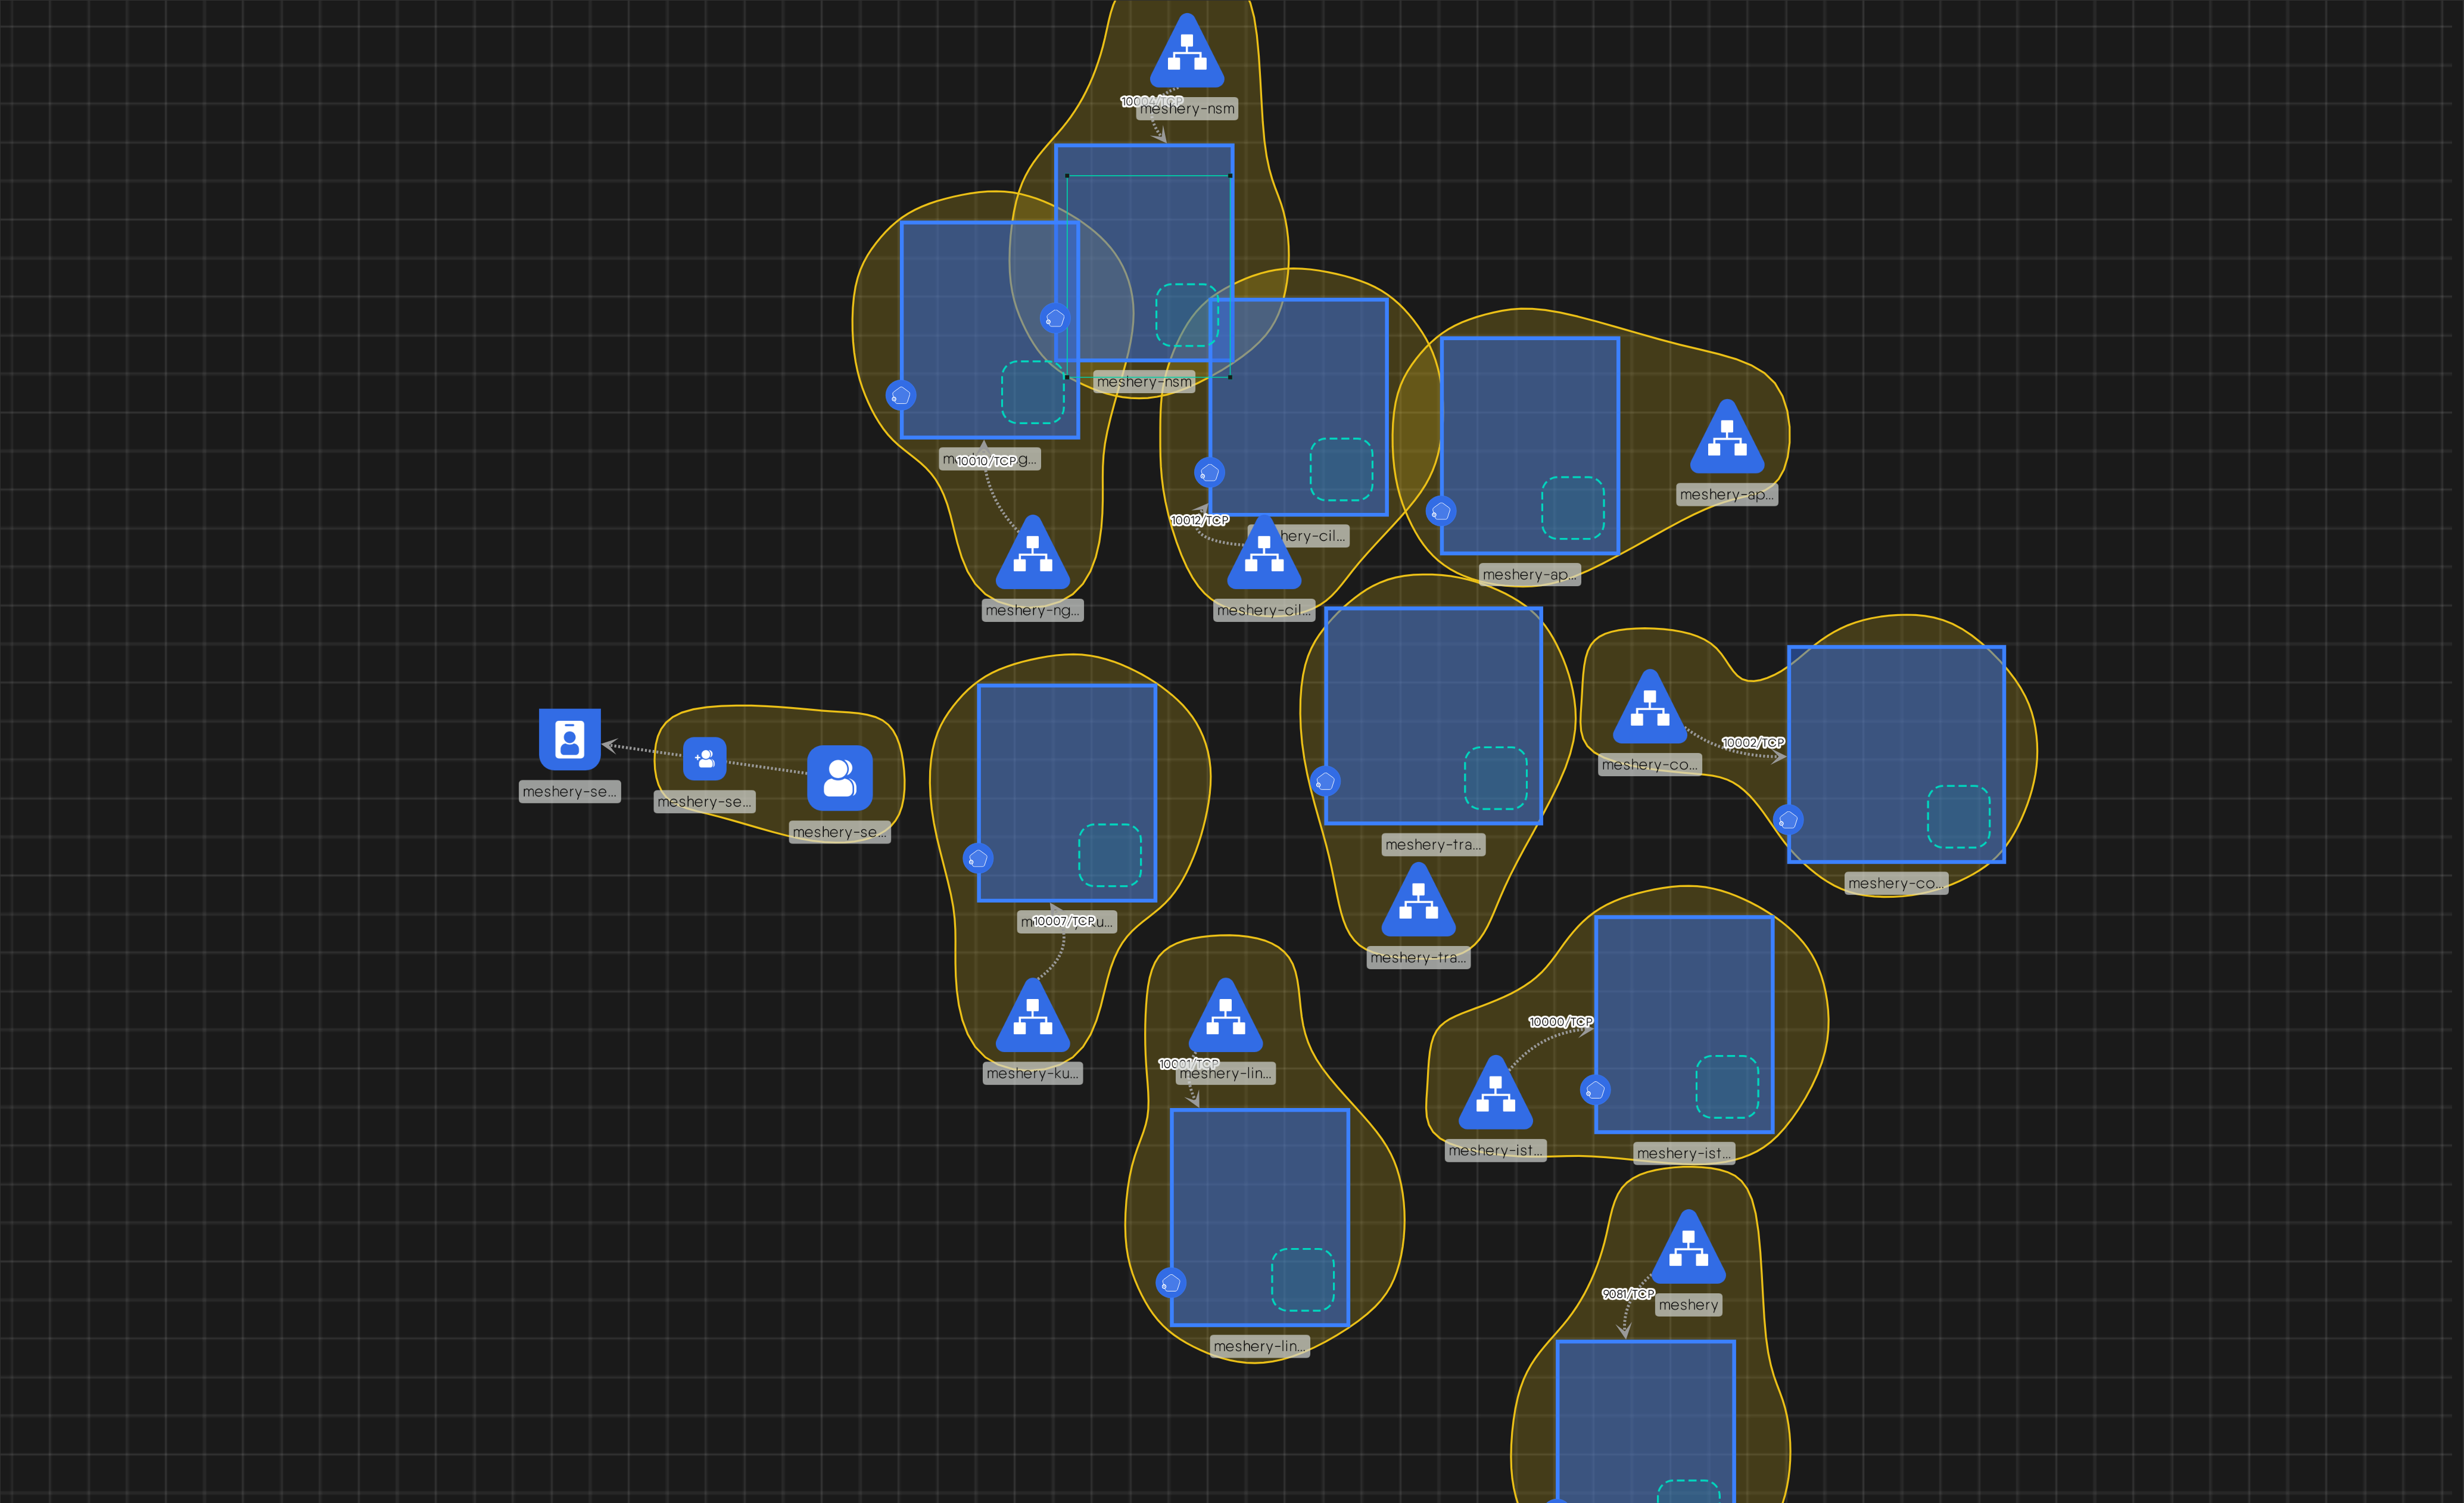 10004/TCP
meshery-nsm
meshery-nsm
10010/TCP
meshery-ng...
10012/TCP
hery-cil...
meshery-cil...
meshery-ap...
meshery-ap...
meshery-se...
meshery-se...
meshery-se...
meshery-tra...
meshery-tra...
meshery-co...
10002/TCP
meshery-co...
10007/TCP
meshery-ku...
10001/TCP
meshery-lin...
meshery-lin...
10000/TCP
meshery-ist...
meshery-ist...
9081/TCP
meshery